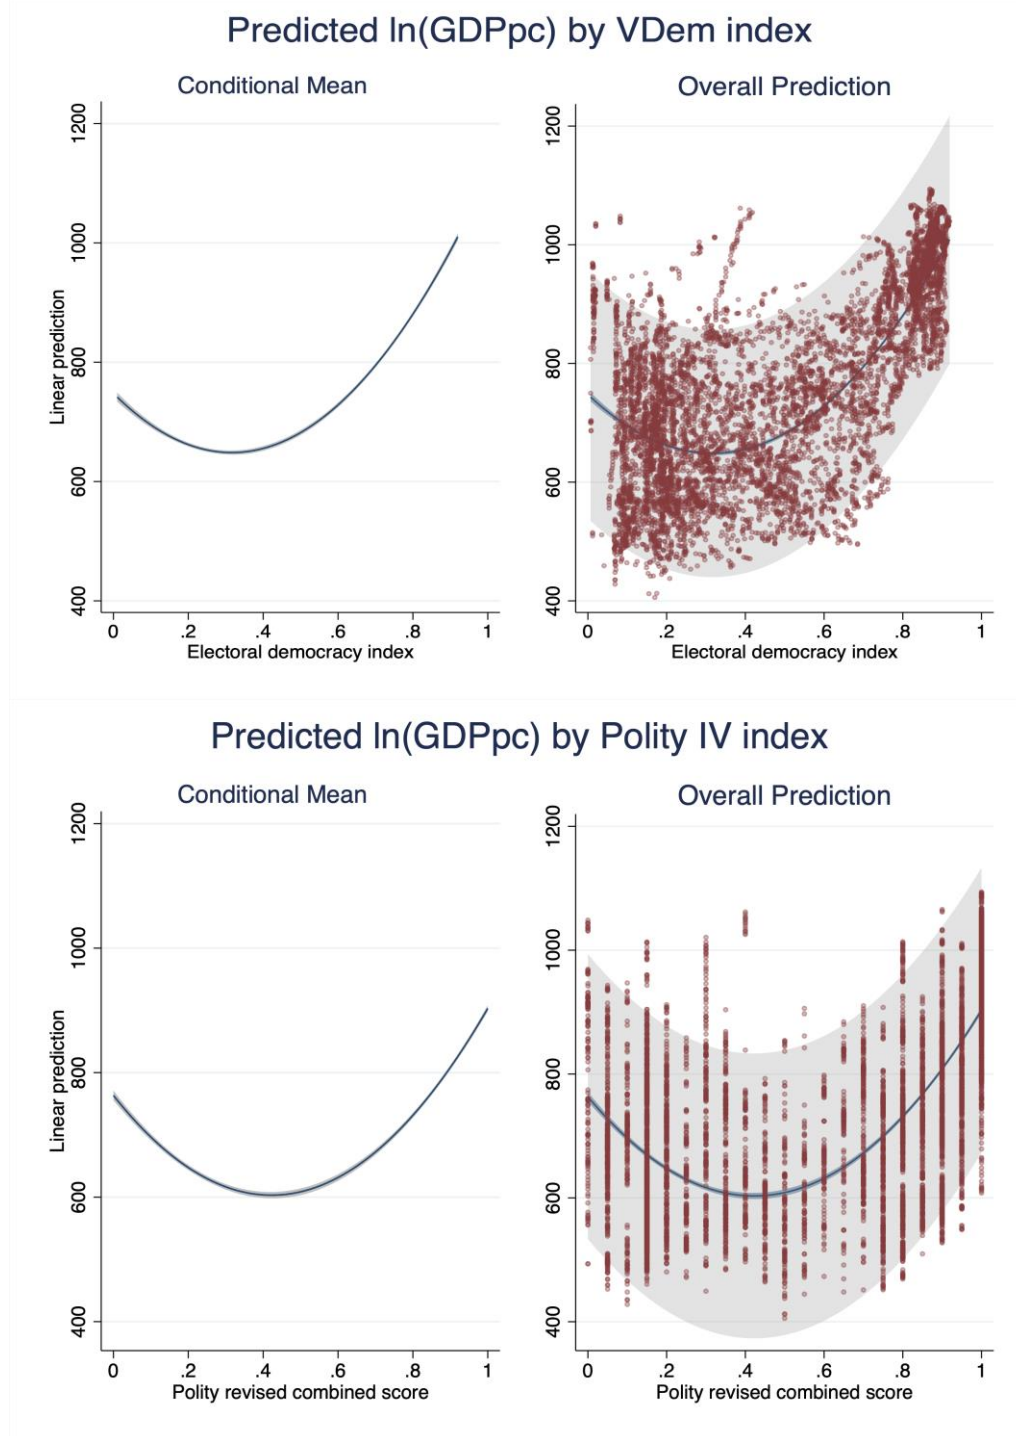 Predicted ln(GDPpc) by VDem index
Conditional Mean
Linear prediction
1200
1000
800
600
400
0 .2 .4 .6 .8 1
Electoral democracy index
Overall Prediction
1200
1000
800
600
400
0 .2 .4 .6 .8 1
Electoral democracy index
Predicted ln(GDPpc) by Polity IV index
Conditional Mean
Linear prediction
1200
1000
800
600
400
0 .2 .4 .6 .8 1
Polity revised combined score
Overall Prediction
1200
1000
800
600
400
0 .2 .4 .6 .8 1
Polity revised combined score